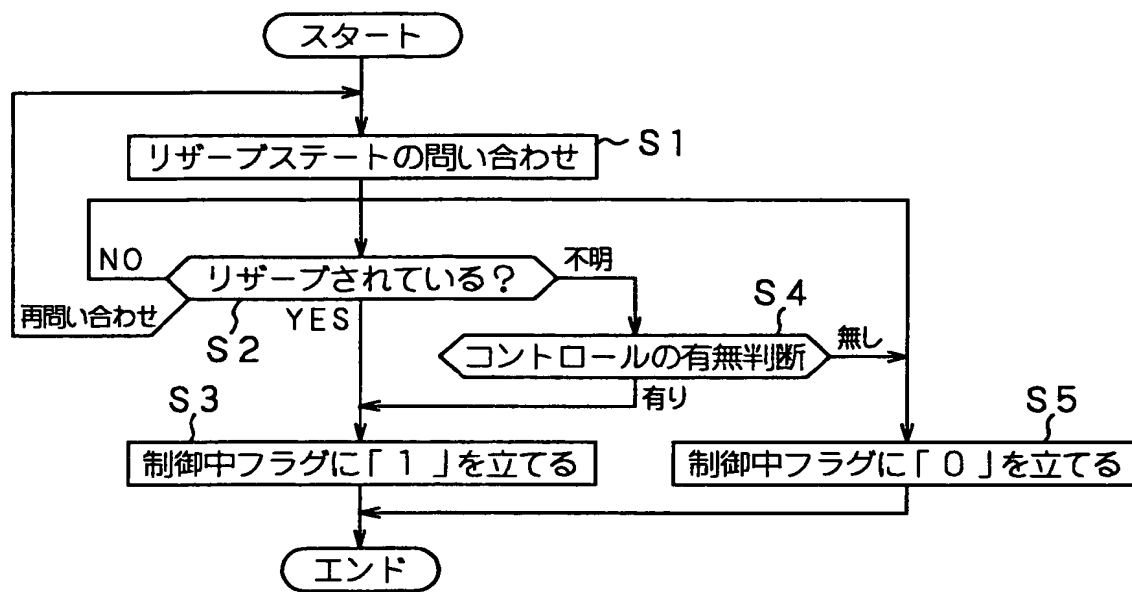 スタート
リザーブステートの問い合わせ
S1
NO
リザーブされている？
不明
再問い合わせ
S2
YES
S4
コントロールの有無判断
無し
有り
S3
S5
制御中フラグに「1」を立てる
制御中フラグに「0」を立てる
エンド